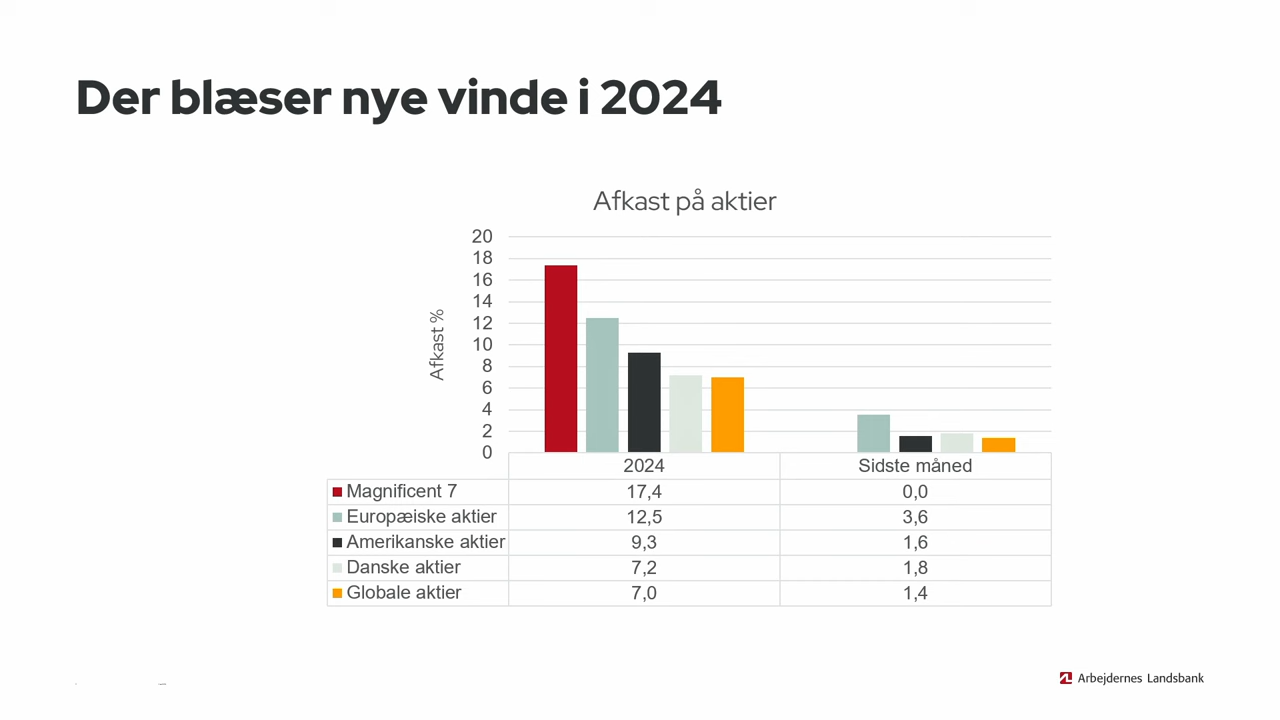 Der blæser nye vinde i 2024
Afkast på aktier
Afkast %
20
18
16
14
12
10
8
6
4
2
0
2024 Sidste måned
Magnificent 7 17,4 0,0
Europæiske aktier 12,5 3,6
Amerikanske aktier 9,3 1,6
Danske aktier 7,2 1,8
Globale aktier 7,0 1,4
Arbejdernes Landsbank